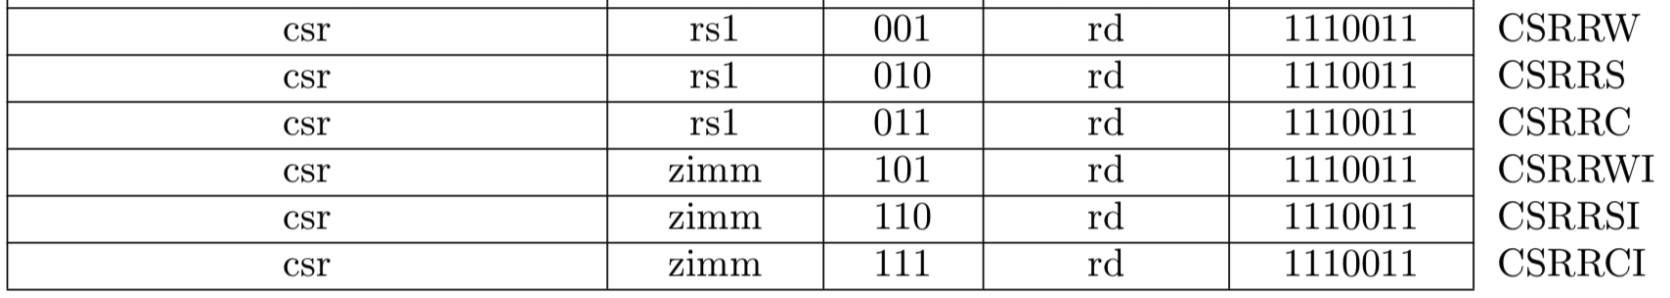 csr rs1 001 rd 1110011 CSRRW
csr rs1 010 rd 1110011 CSRRS
csr rs1 011 rd 1110011 CSRRC
csr zimm 101 rd 1110011 CSRRWI
csr zimm 110 rd 1110011 CSRRSI
csr zimm 111 rd 1110011 CSRRCI